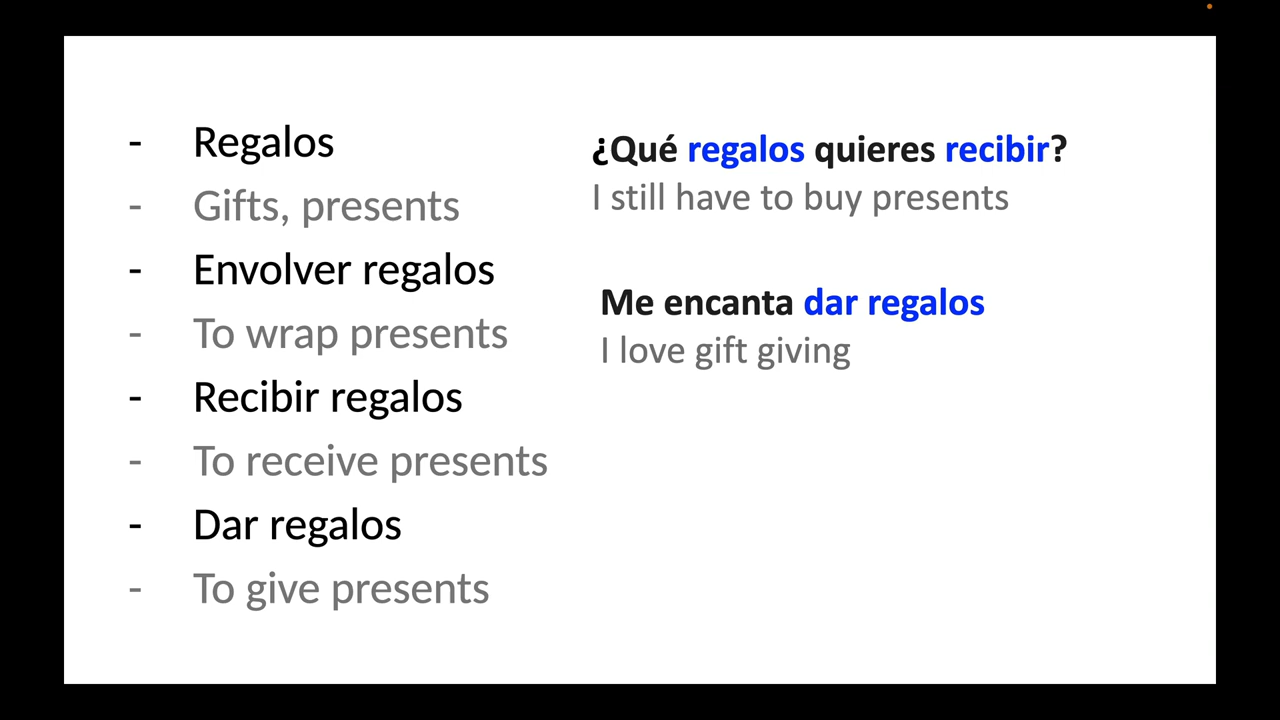 - Regalos
- Gifts, presents
- Envolver regalos
- To wrap presents
- Recibir regalos
- To receive presents
- Dar regalos
- To give presents
¿Qué regalos quieres recibir?
I still have to buy presents
Me encanta dar regalos
I love gift giving